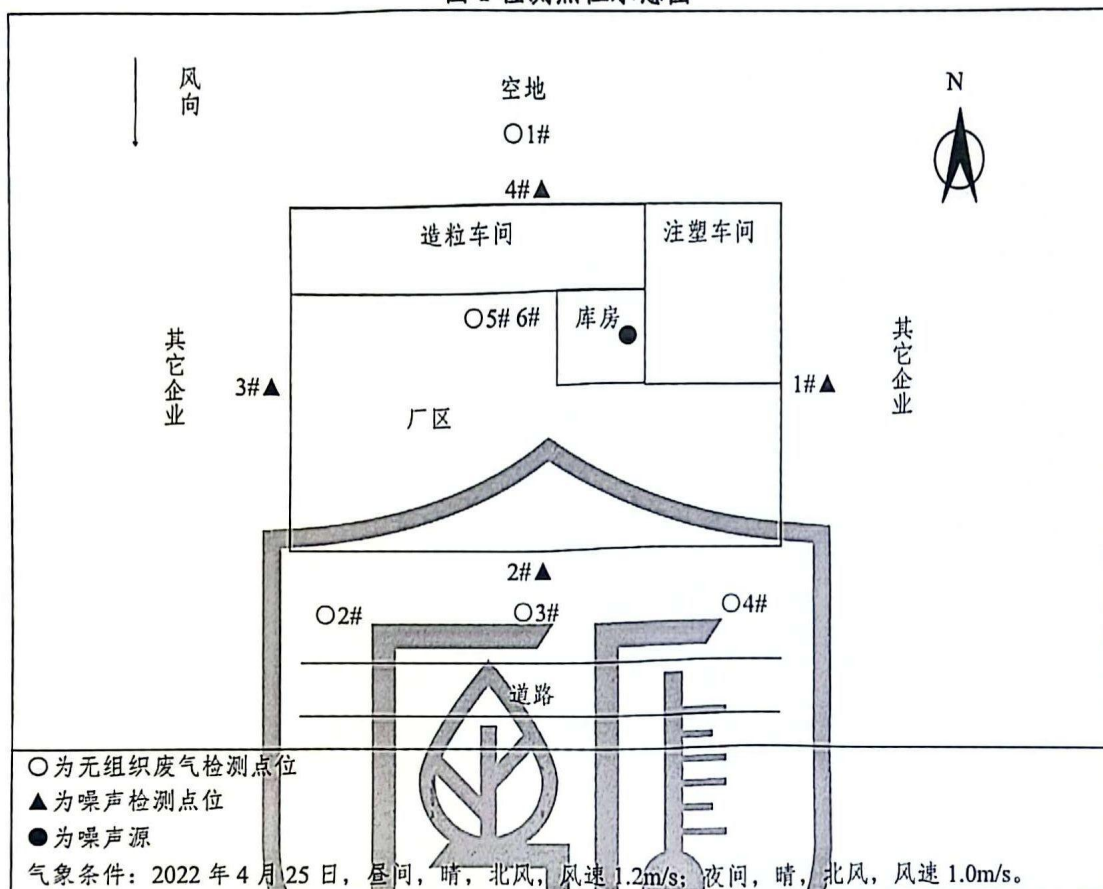 风向
空地
N
○1#
4#▲
造粒车间
注塑车间
○5# 6#
库房
其它企业
3#▲
1#▲
其它企业
厂区
2#▲
○2#
○3#
○4#
道路
○为无组织废气检测点位
▲为噪声检测点位
●为噪声源
气象条件：2022 年 4 月 25 日，昼间，晴，北风，风速 1.2m/s；夜间，晴，北风，风速 1.0m/s。